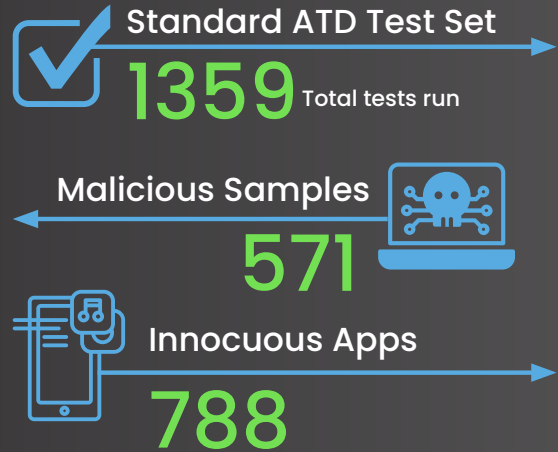 Standard ATD Test Set
1359 Total tests run
Malicious Samples
571
Innocuous Apps
788